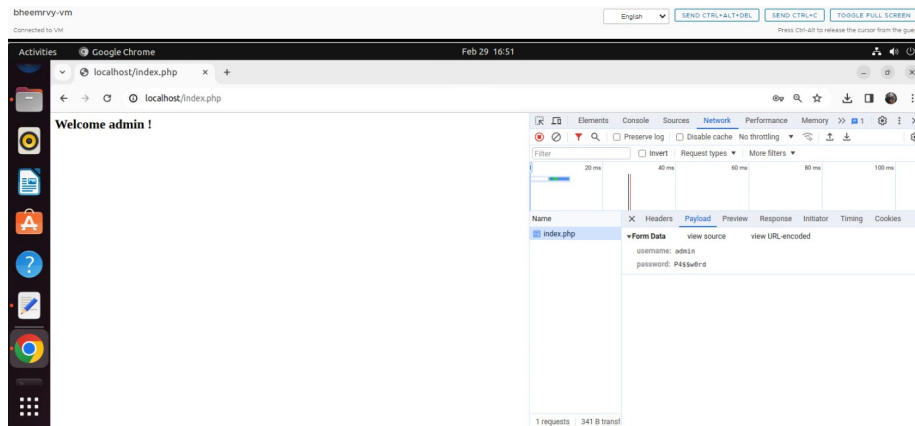 bheemrvy-vm
English
SEND CTRL+ALT+DEL
SEND CTRL+C
TOGGLE FULL SCREEN
Connected to VM
Press Ctrl-Alt to release the cursor from the gue
Activities Google Chrome Feb 29 16:51
localhost/index.php × +
localhost/index.php
Welcome admin !
Elements Console Sources Network Performance Memory 1
Preserve log Disable cache No throttling
Filter Invert Request types More filters
20 ms 40 ms 60 ms 80 ms 100 ms
Name Headers Payload Preview Response Initiator Timing Cookies
index.php
Form Data view source view URL-encoded
username: admin
password: P4$$w0rd
1 requests 341 B transf